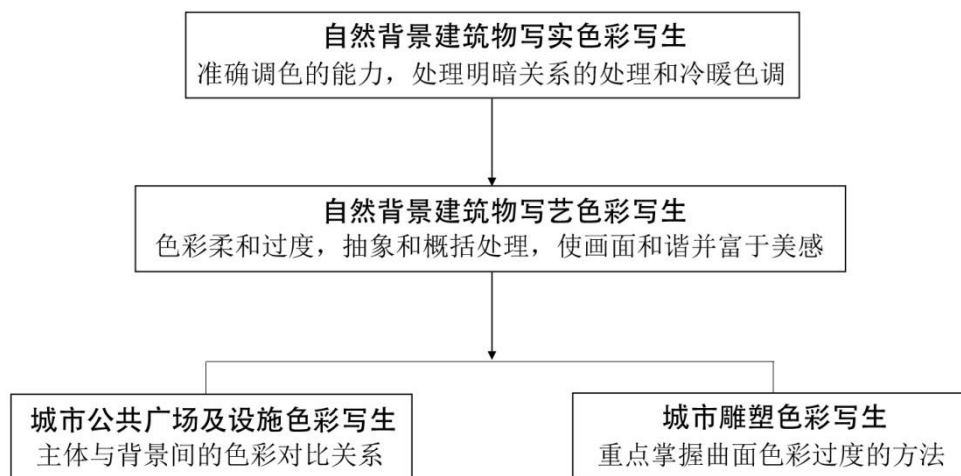 自然背景建筑物写实色彩写生
准确调色的能力，处理明暗关系的处理和冷暖色调
自然背景建筑物写艺色彩写生
色彩柔和过度，抽象和概括处理，使画面和谐并富于美感
城市公共广场及设施色彩写生
主体与背景间的色彩对比关系
城市雕塑色彩写生
重点掌握曲面色彩过度的方法